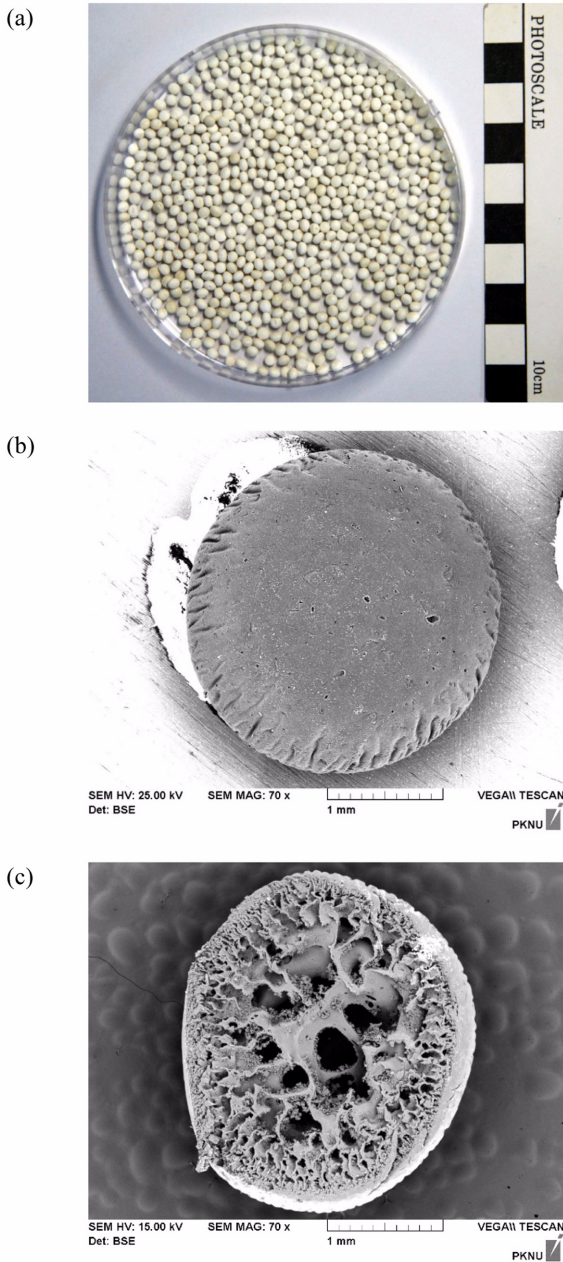 (a)
PHOTOSCALE
10cm
(b)
SEM HV: 25.00 kV SEM MAG: 70 x VEGA\\ TESCAN
Det: BSE 1 mm
PKNU
(c)
SEM HV: 15.00 kV SEM MAG: 70 x VEGA\\ TESCAN
Det: BSE 1 mm
PKNU